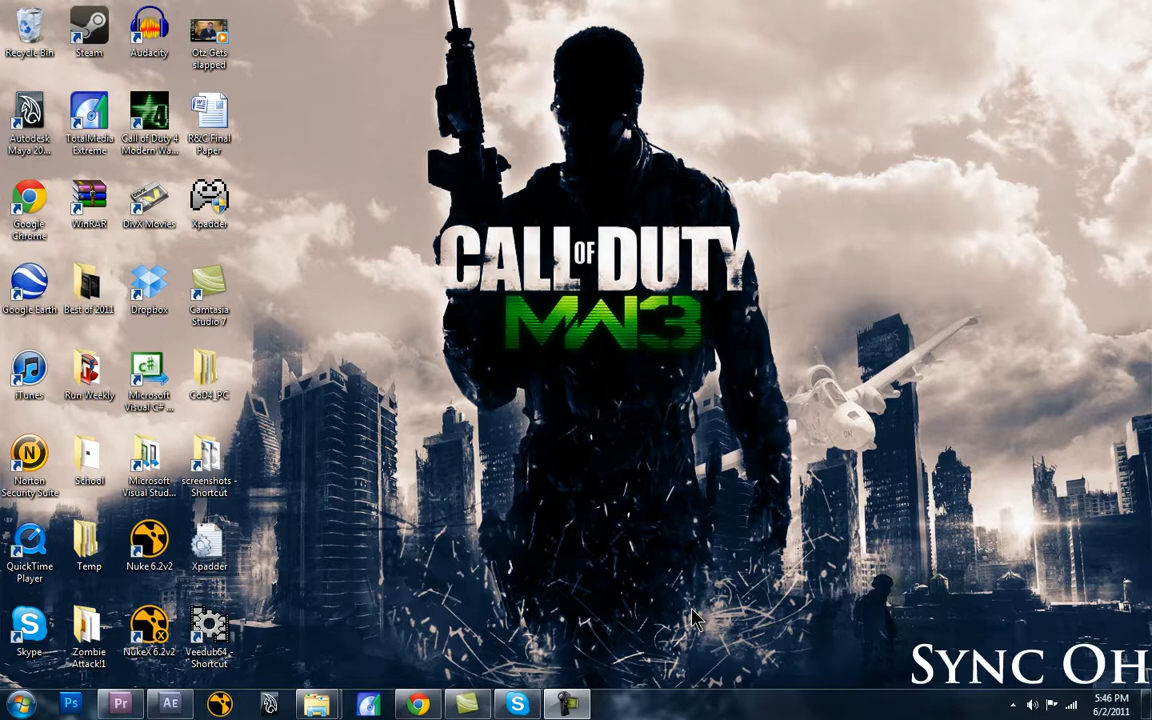 Recycle Bin
Steam
Audacity
Otz Gets
slapped
Autodesk
Maya 20...
TotalMedia
Extreme
Call of Duty 4
Modern Wa...
R&C Final
Paper
Google
Chrome
WinRAR
DivX Movies
Xpadder
Google Earth
Best of 2011
Dropbox
Camtasia
Studio 7
iTunes
Run Weekly
Microsoft
Visual C# ...
CoD4_PC
Norton
Security Suite
School
Microsoft
Visual Stud...
screenshots -
Shortcut
QuickTime
Player
Temp
Nuke 6.2v2
Xpadder
Skype
Zombie
Attack!1
NukeX 6.2v2
Veedub64 -
Shortcut
CALL OF DUTY
MW3
SYNC OH
Ps
Pr
AE
5:46 PM
6/2/2011